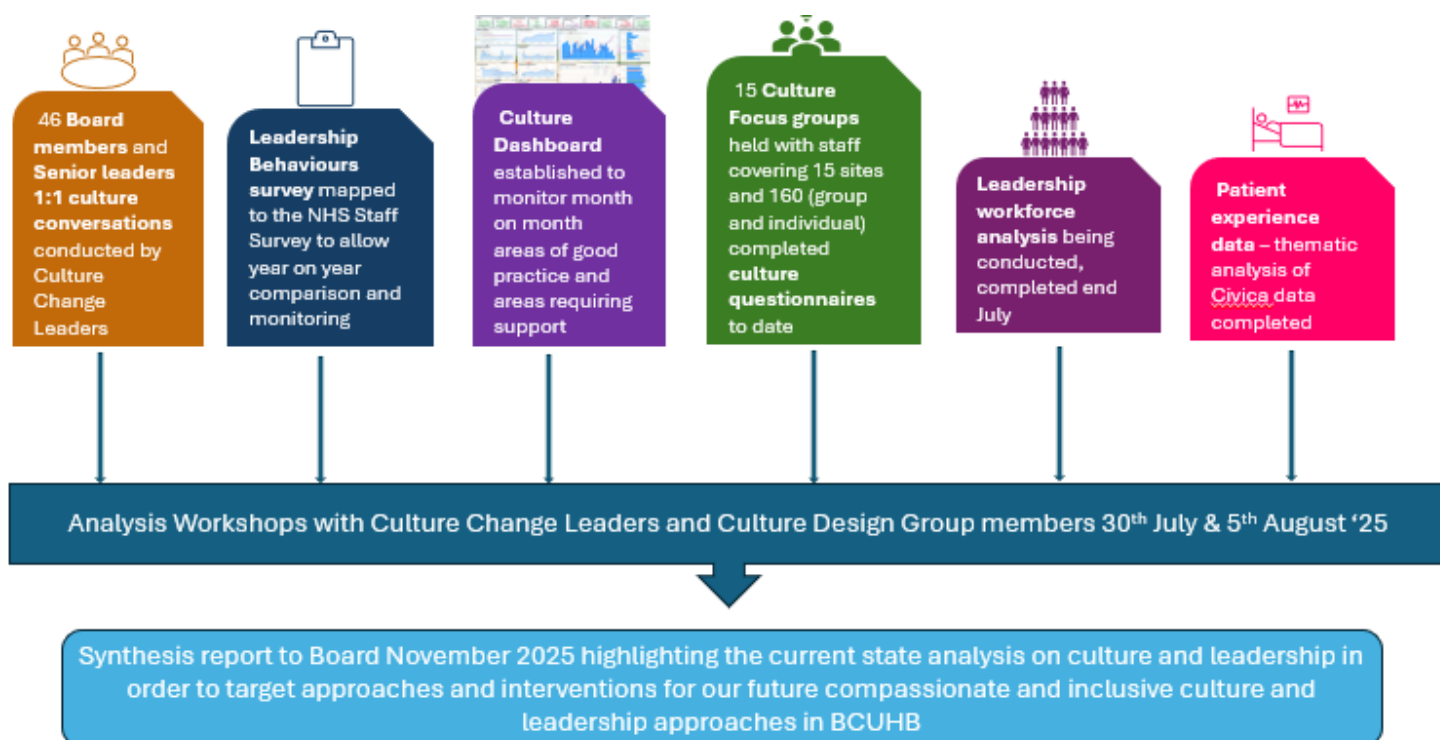 46 Board
members and
Senior leaders
1:1 culture
conversations
conducted by
Culture
Change
Leaders
Leadership
Behaviours
survey mapped
to the NHS Staff
Survey to allow
year on year
comparison and
monitoring
Culture
Dashboard
established to
monitor month
on month
areas of good
practice and
areas requiring
support
15 Culture
Focus groups
held with staff
covering 15 sites
and 160 (group
and individual)
completed
culture
questionnaires
to date
Leadership
workforce
analysis being
conducted,
completed end
July
Patient
experience
data – thematic
analysis of
Civica data
completed
Analysis Workshops with Culture Change Leaders and Culture Design Group members 30th July & 5th August ‘25
Synthesis report to Board November 2025 highlighting the current state analysis on culture and leadership in
order to target approaches and interventions for our future compassionate and inclusive culture and
leadership approaches in BCUHB